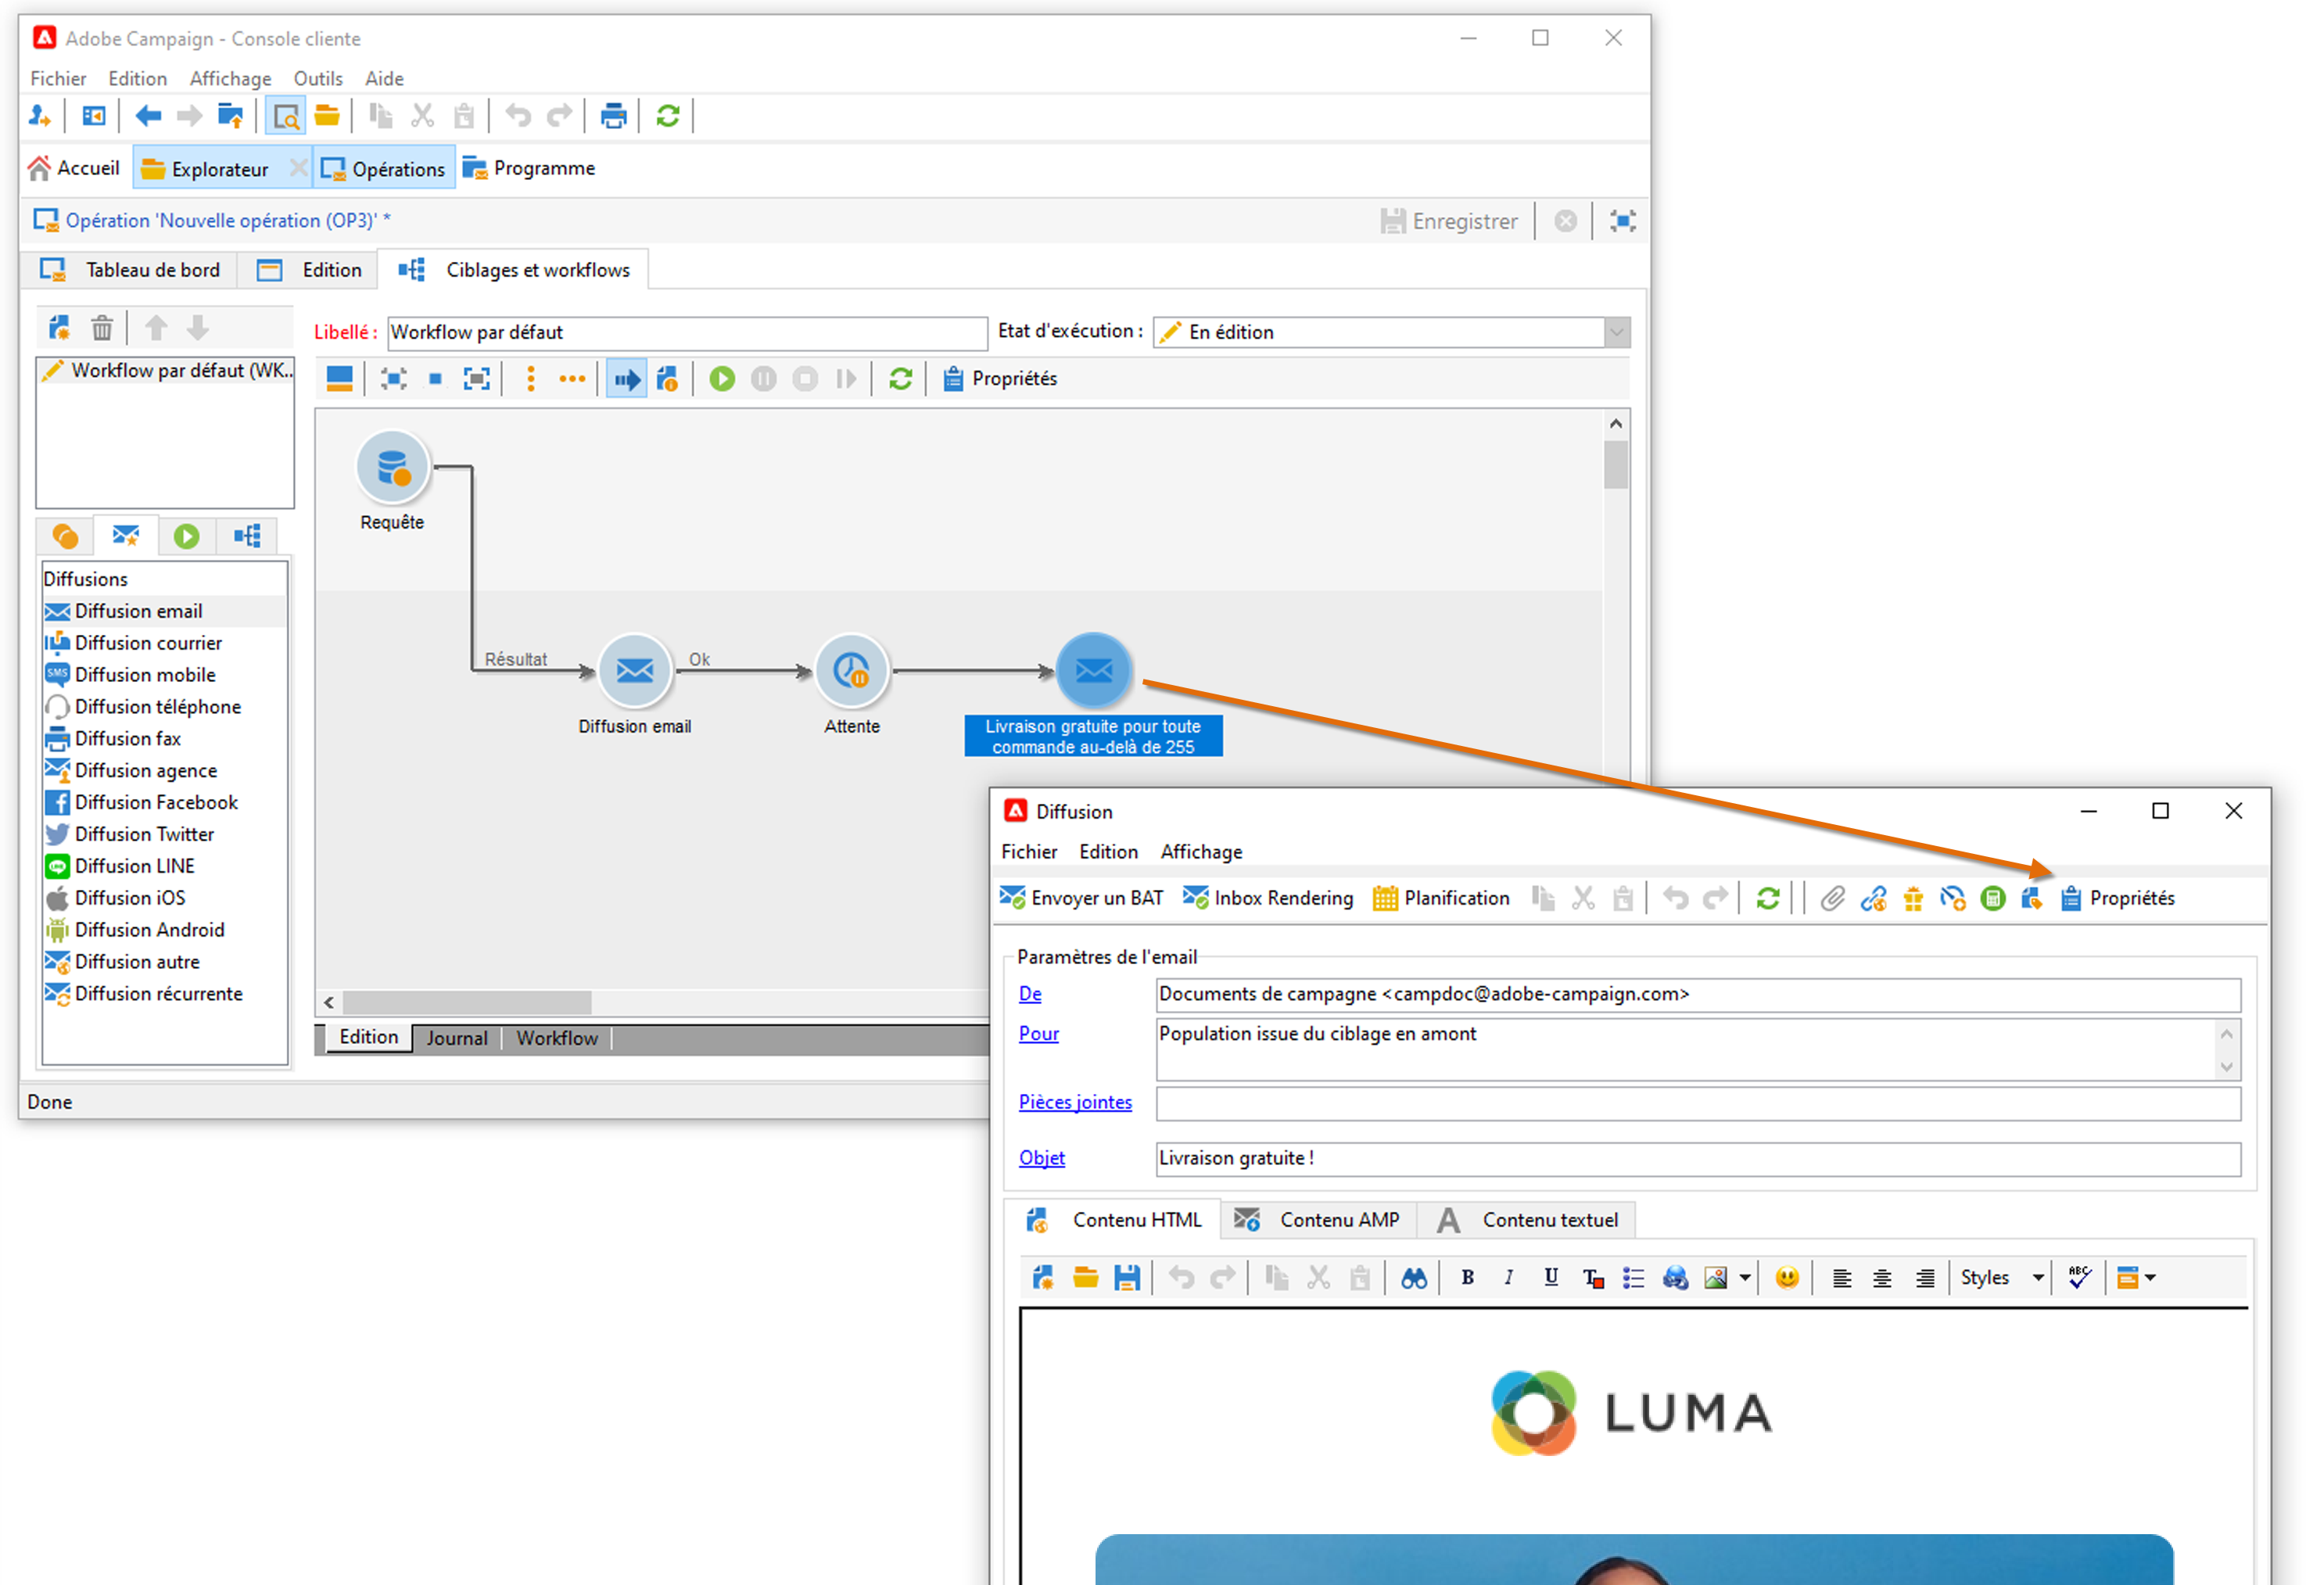 Adobe Campaign - Console cliente
Fichier Edition Affichage Outils Aide
Accueil Explorateur Opérations Programme
Opération 'Nouvelle opération (OP3)' * Enregistrer
Tableau de bord Edition Ciblages et workflows
Libellé : Workflow par défaut Etat d'exécution : En édition
Workflow par défaut (WK..
Propriétés
Requête
Diffusions
Diffusion email
Diffusion courrier
SMS Diffusion mobile
Diffusion téléphone
Diffusion fax
Diffusion agence
Diffusion Facebook
Diffusion Twitter
Diffusion LINE
Diffusion iOS
Diffusion Android
Diffusion autre
Diffusion récurrente
Résultat
Ok
Diffusion email
Attente
Livraison gratuite pour toute
commande au-delà de 255
Edition Journal Workflow
Done
Diffusion
Fichier Edition Affichage
Envoyer un BAT Inbox Rendering Planification Propriétés
Paramètres de l'email
De Documents de campagne <campdoc@adobe-campaign.com>
Pour Population issue du ciblage en amont
Pièces jointes
Objet Livraison gratuite !
Contenu HTML Contenu AMP A Contenu textuel
B I U T Styles ABC
LUMA